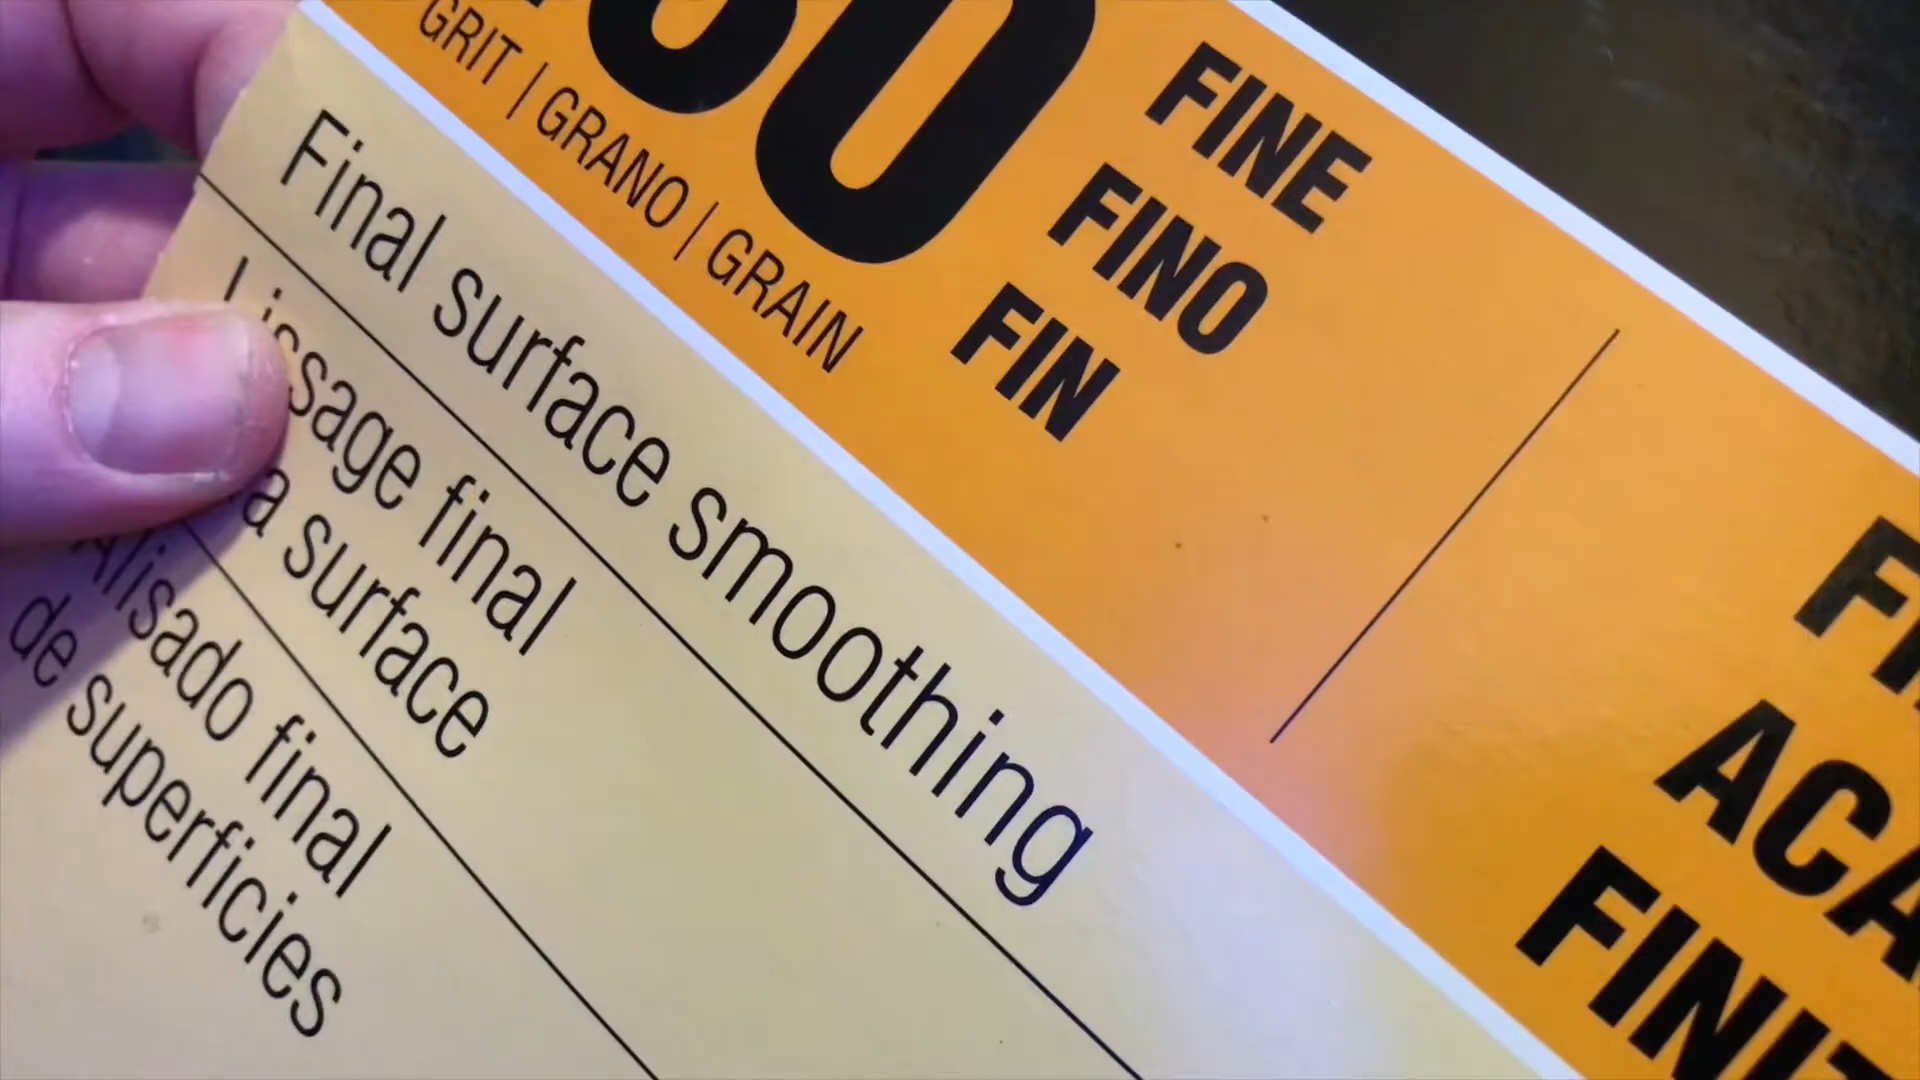 GRIT | GRANO | GRAIN
FINE
FINO
FIN
Final surface smoothing
Lissage final
surface
Alisado final
de superficies